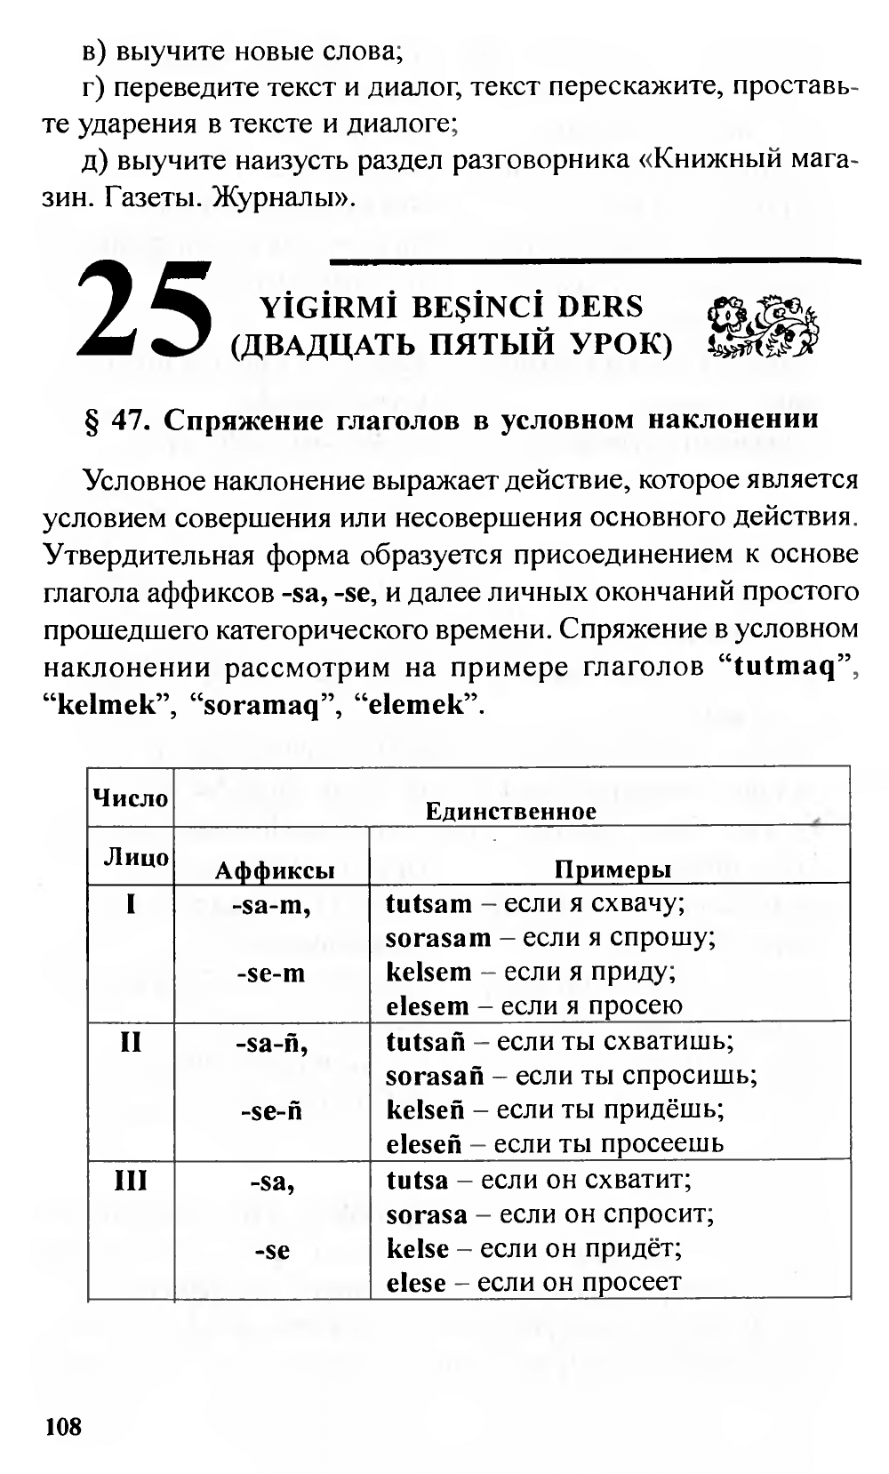 в) выучите новые слова;
г) переведите текст и диалог, текст перескажите, проставь-
те ударения в тексте и диалоге;
д) выучите наизусть раздел разговорника «Книжный мага-
зин. Газеты. Журналы».
25
YİGİRMİ BEŞİNCİ DERS
(ДВАДЦАТЬ ПЯТЫЙ УРОК)
§ 47. Спряжение глаголов в условном наклонении
Условное наклонение выражает действие, которое является
условием совершения или несовершения основного действия.
Утвердительная форма образуется присоединением к основе
глагола аффиксов -sa, -se, и далее личных окончаний простого
прошедшего категорического времени. Спряжение в условном
наклонении рассмотрим на примере глаголов “tutmaq”,
“kelmek”, “soramaq”, “elemek”.
Число Единственное
Лицо Аффиксы Примеры
I -sa-m, tutsam – если я схвачу;
sorasam – если я спрошу;
-se-m kelsem – если я приду;
elesem – если я просею
II -sa-ñ, tutsañ – если ты схватишь;
sorasañ – если ты спросишь;
-se-ñ kelseñ – если ты придёшь;
eleseñ – если ты просеешь
III -sa, tutsa – если он схватит;
sorasa – если он спросит;
-se kelse – если он придёт;
elese – если он просеет
108